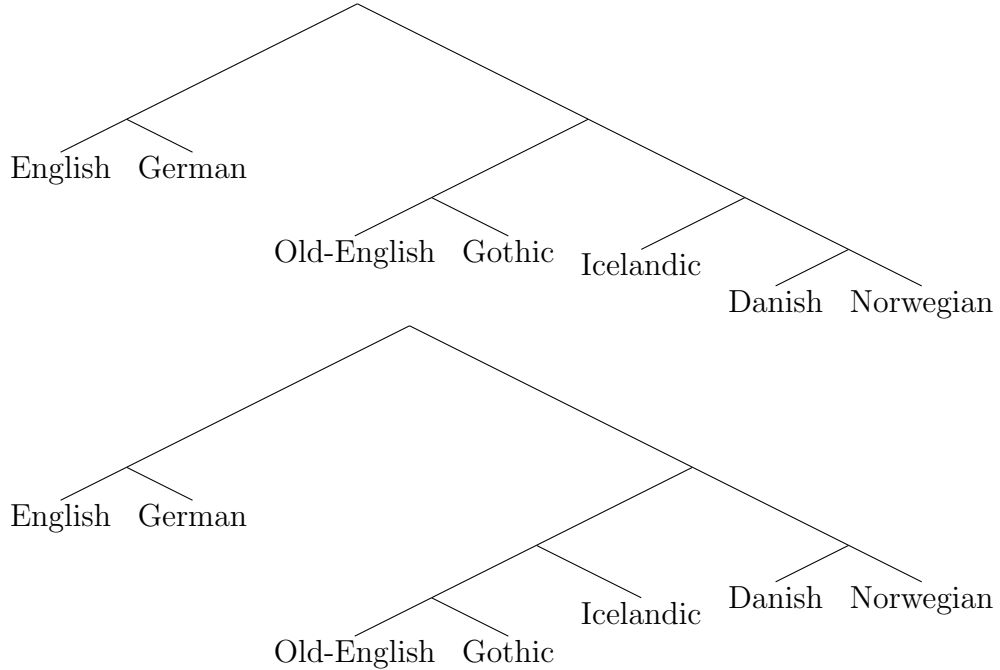 English German
Old-English Gothic
Icelandic
Danish Norwegian
English German
Danish Norwegian
Icelandic
Old-English Gothic